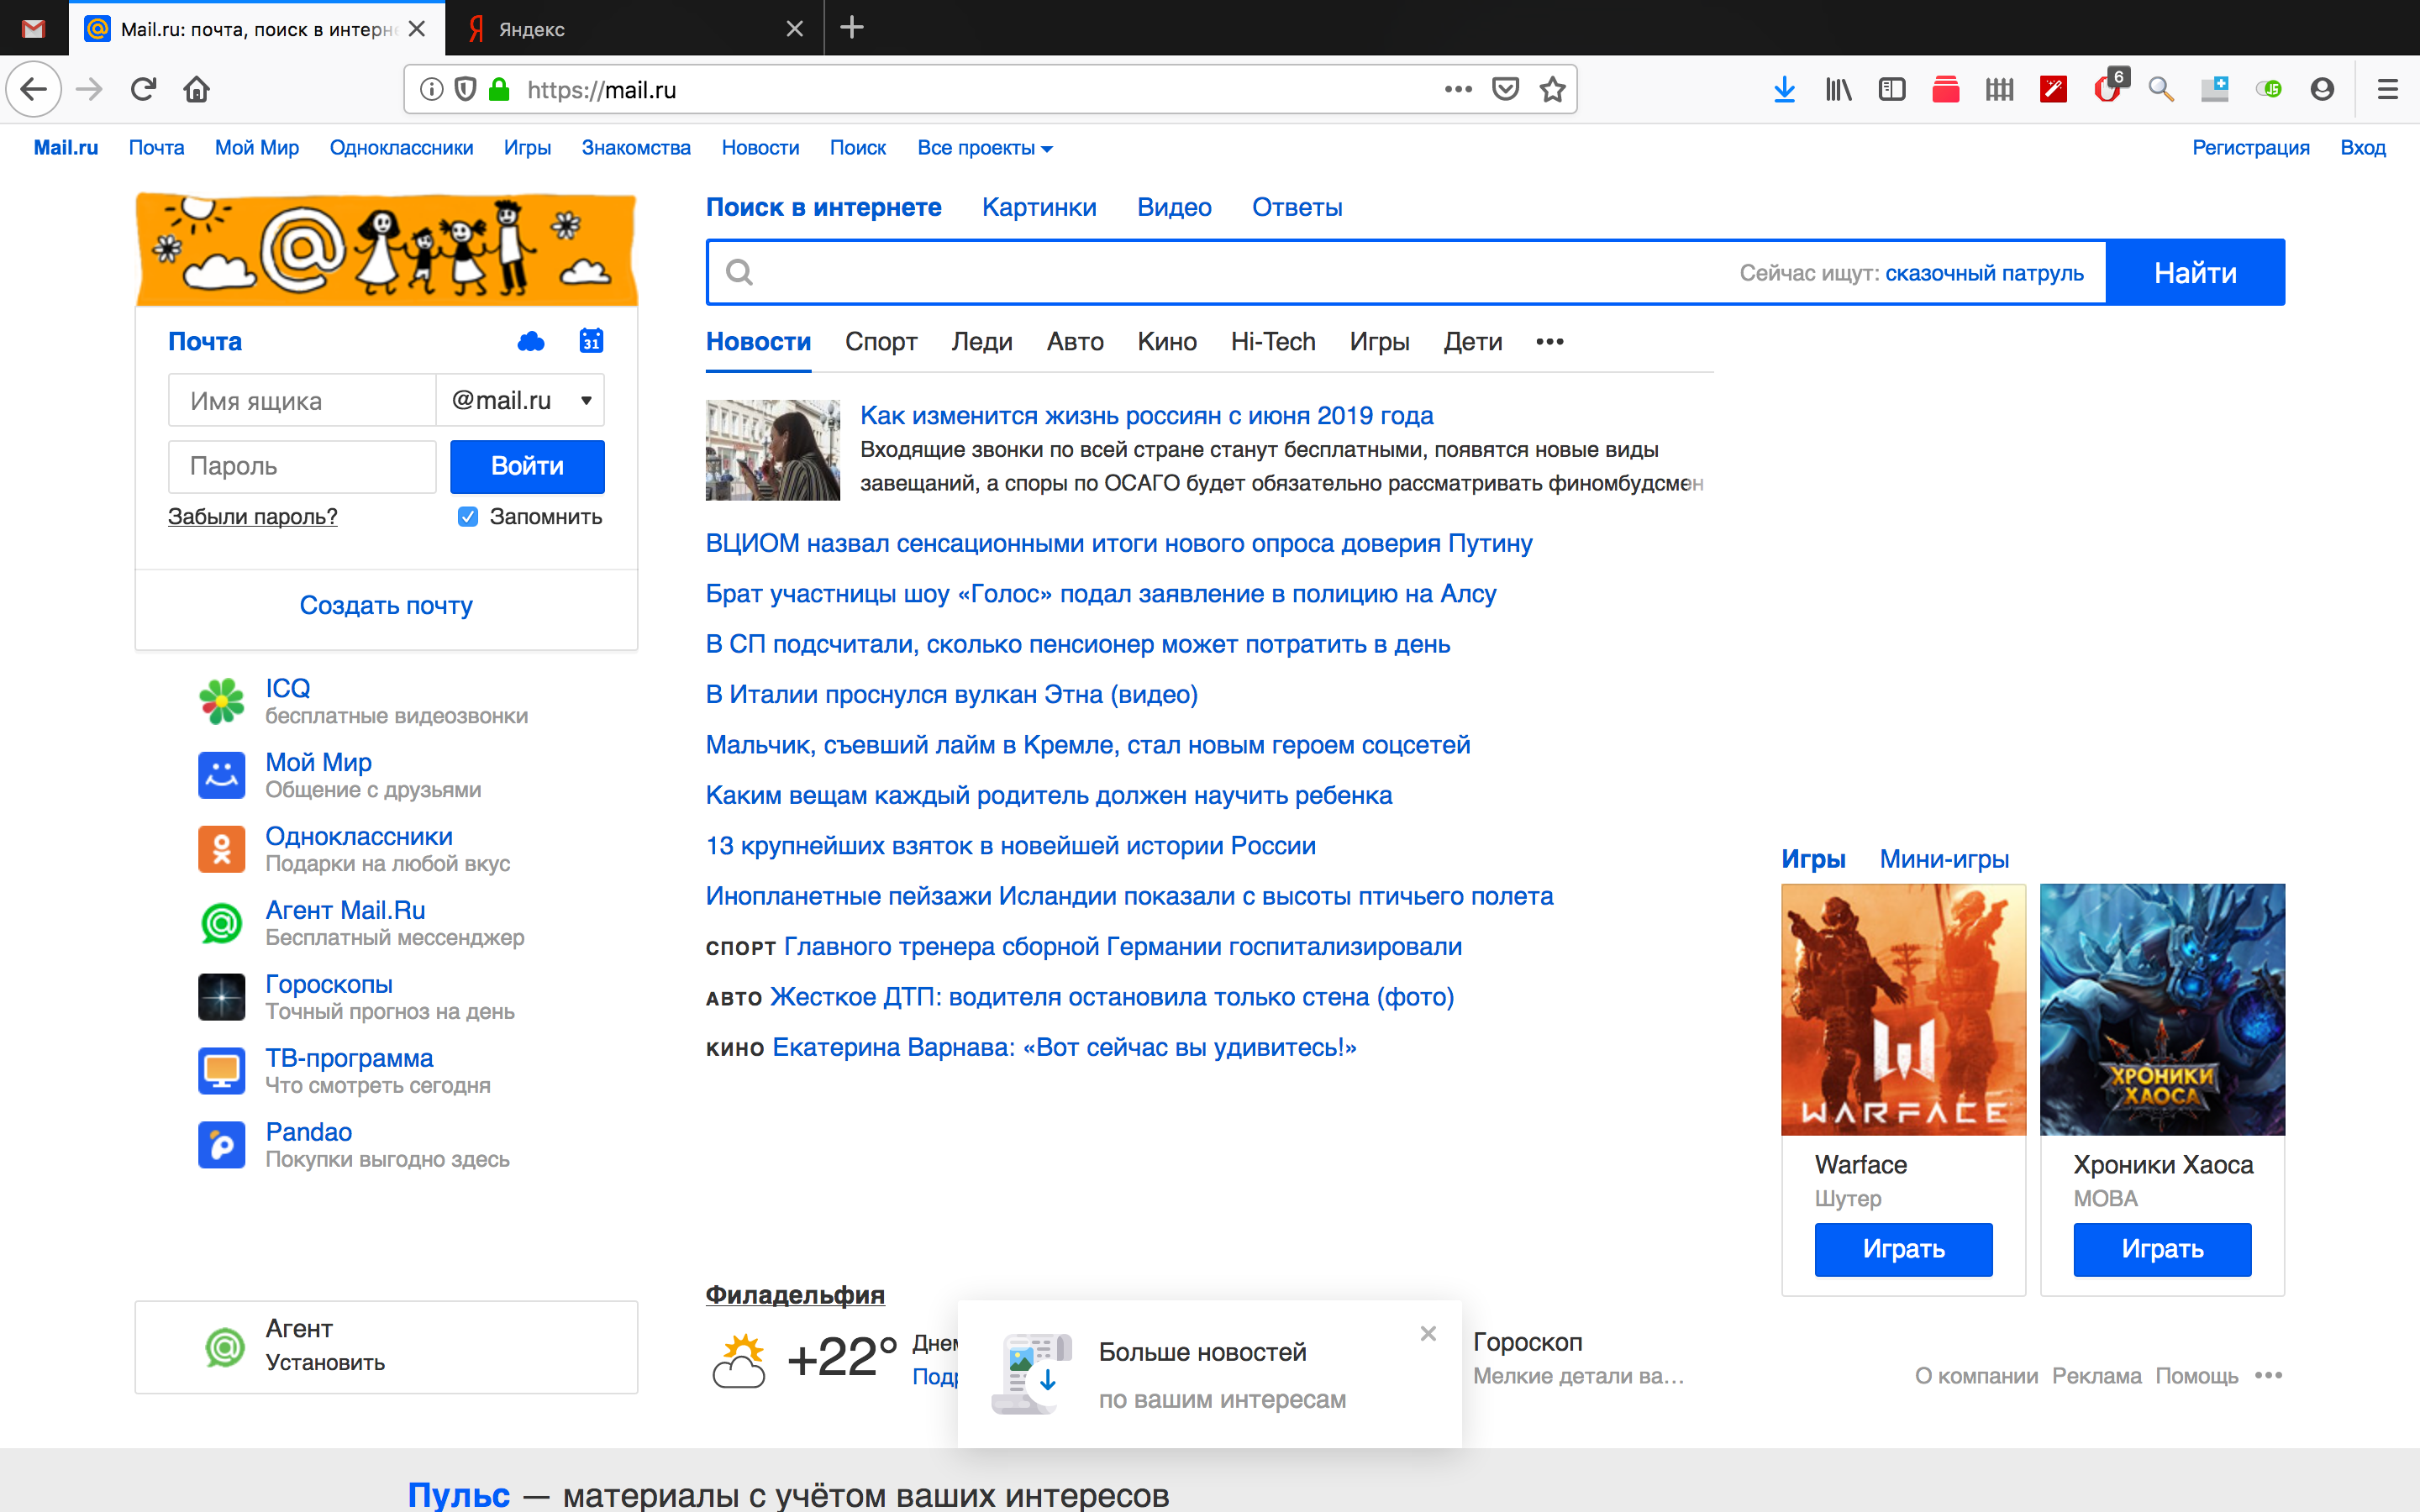 Mail.ru: почта, поиск в интерн
Яндекс
https://mail.ru
6
Mail.ru Почта Мой Мир Одноклассники Игры Знакомства Новости Поиск Все проекты
Регистрация Вход
Поиск в интернете Картинки Видео Ответы
Сейчас ищут: сказочный патруль
Найти
Почта
31
Имя ящика
@mail.ru
Пароль
Войти
Забыли пароль?
Запомнить
Создать почту
ICQ
бесплатные видеозвонки
Мой Мир
Общение с друзьями
Одноклассники
Подарки на любой вкус
Агент Mail.Ru
Бесплатный мессенджер
Гороскопы
Точный прогноз на день
ТВ-программа
Что смотреть сегодня
Pandao
Покупки выгодно здесь
Агент
Установить
Новости Спорт Леди Авто Кино Hi-Tech Игры Дети •••
Как изменится жизнь россиян с июня 2019 года
Входящие звонки по всей стране станут бесплатными, появятся новые виды
завещаний, а споры по ОСАГО будет обязательно рассматривать финомбудсмен
ВЦИОМ назвал сенсационными итоги нового опроса доверия Путину
Брат участницы шоу «Голос» подал заявление в полицию на Алсу
В СП подсчитали, сколько пенсионер может потратить в день
В Италии проснулся вулкан Этна (видео)
Мальчик, съевший лайм в Кремле, стал новым героем соцсетей
Каким вещам каждый родитель должен научить ребенка
13 крупнейших взяток в новейшей истории России
Инопланетные пейзажи Исландии показали с высоты птичьего полета
СПОРТ Главного тренера сборной Германии госпитализировали
АВТО Жесткое ДТП: водителя остановила только стена (фото)
КИНО Екатерина Варнава: «Вот сейчас вы удивитесь!»
Игры Мини-игры
WARFACE
ХРОНИКИ
ХАОСА
Warface
Шутер
Играть
Хроники Хаоса
MOBA
Играть
Филадельфия
+22°
Днем
Подр
Больше новостей
по вашим интересам
Гороскоп
Мелкие детали ва…
О компании Реклама Помощь •••
Пульс — материалы с учётом ваших интересов